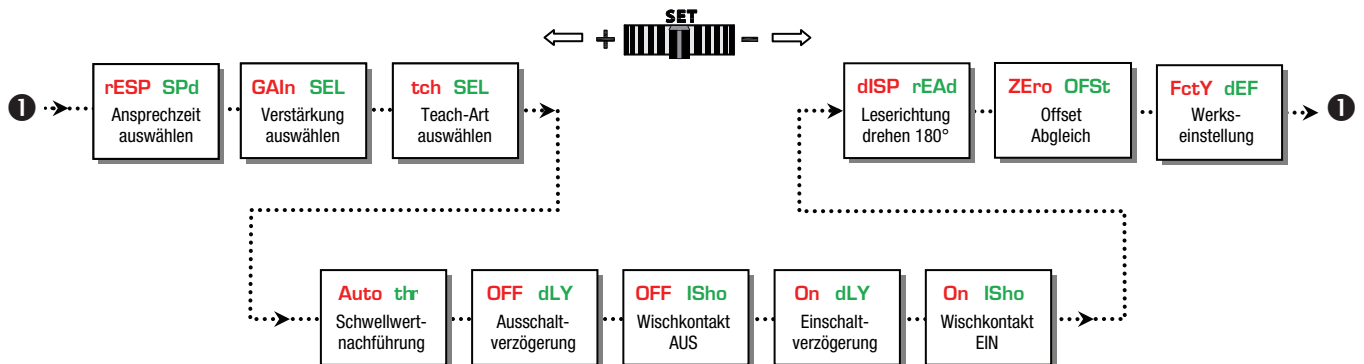 SET
+ -
❶
rESP SPd
Ansprechzeit
auswählen
GAIn SEL
Verstärkung
auswählen
tch SEL
Teach-Art
auswählen
Auto thr
Schwellwert-
nachführung
OFF dLY
Ausschalt-
verzögerung
OFF ISho
Wischkontakt
AUS
On dLY
Einschalt-
verzögerung
On ISho
Wischkontakt
EIN
dISP rEAd
Leserichtung
drehen 180°
ZEro OFSt
Offset
Abgleich
FctY dEF
Werks-
einstellung
❶